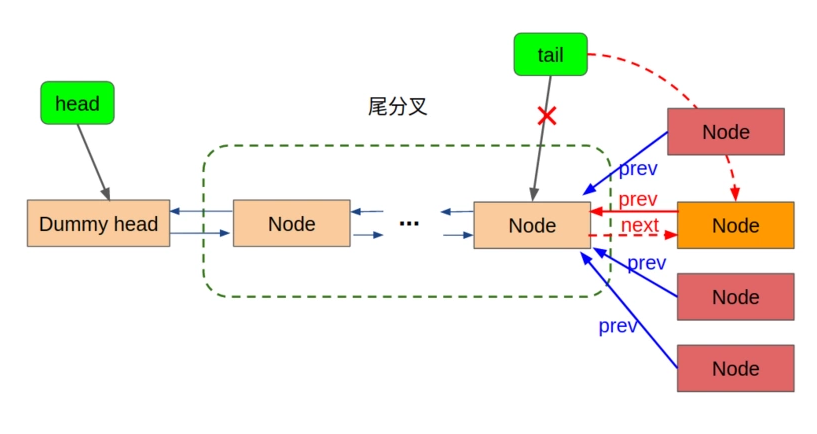 tail
head
尾分叉
Node
prev
prev
Dummy head
Node
...
Node
next
Node
prev
Node
prev
Node